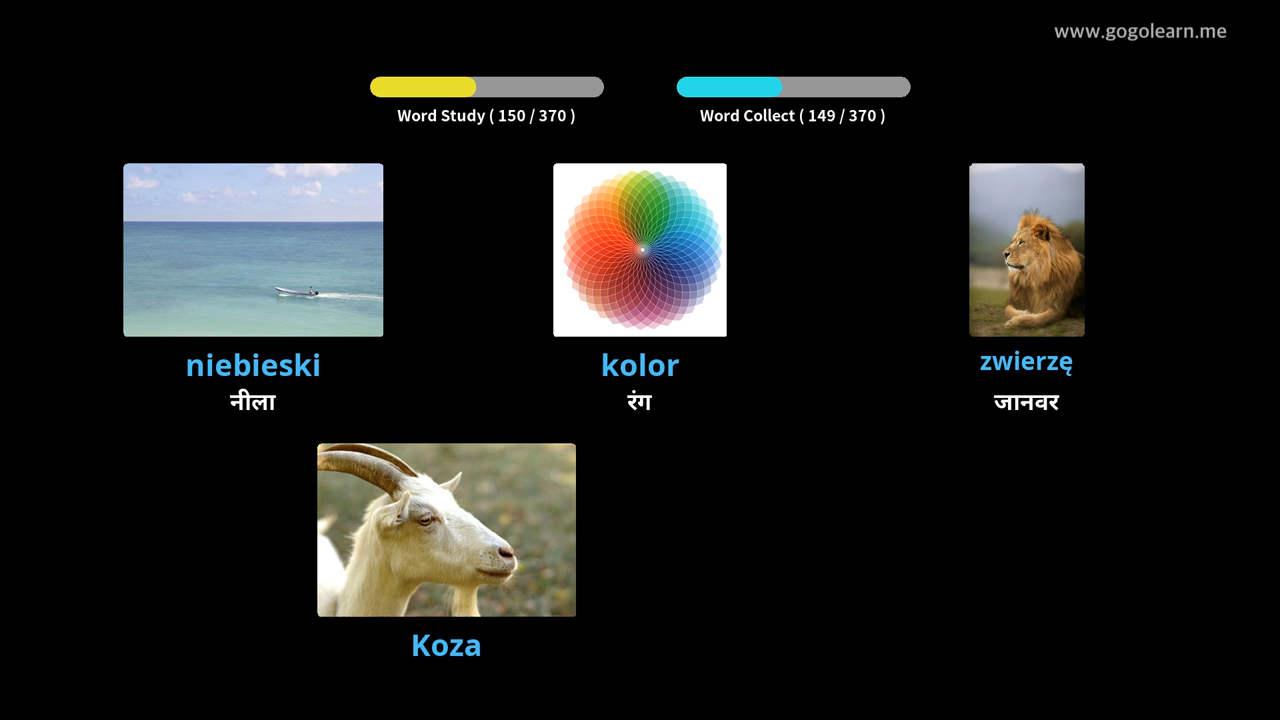 www.gogolearn.me
Word Study ( 150 / 370 )
Word Collect ( 149 / 370 )
niebieski
नीला
kolor
रंग
zwierzę
जानवर
Koza